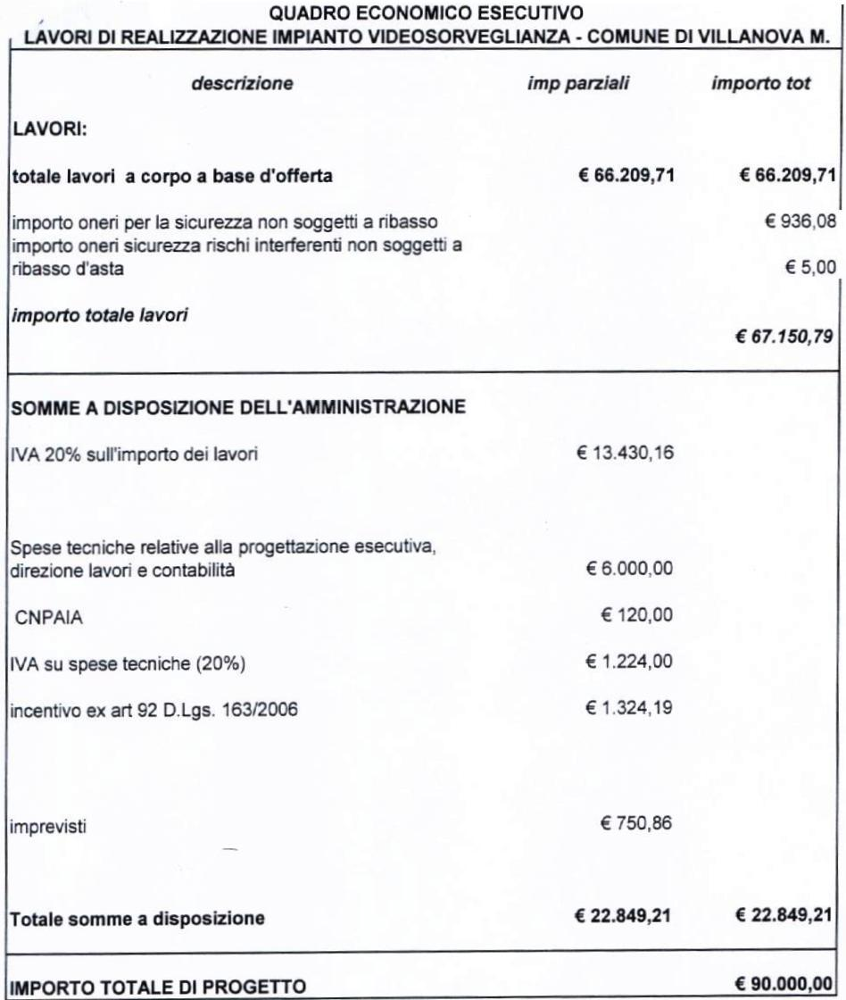 QUADRO ECONOMICO ESECUTIVO
LAVORI DI REALIZZAZIONE IMPIANTO VIDEOSORVEGLIANZA - COMUNE DI VILLANOVA M.
descrizione imp parziali importo tot
LAVORI:
totale lavori a corpo a base d'offerta € 66.209,71 € 66.209,71
importo oneri per la sicurezza non soggetti a ribasso € 936,08
importo oneri sicurezza rischi interferenti non soggetti a
ribasso d'asta € 5,00
importo totale lavori
€ 67.150,79
SOMME A DISPOSIZIONE DELL'AMMINISTRAZIONE
IVA 20% sull'importo dei lavori € 13.430,16
Spese tecniche relative alla progettazione esecutiva,
direzione lavori e contabilità € 6.000,00
CNPAIA € 120,00
IVA su spese tecniche (20%) € 1.224,00
incentivo ex art 92 D.Lgs. 163/2006 € 1.324,19
imprevisti € 750,86
Totale somme a disposizione € 22.849,21 € 22.849,21
IMPORTO TOTALE DI PROGETTO € 90.000,00